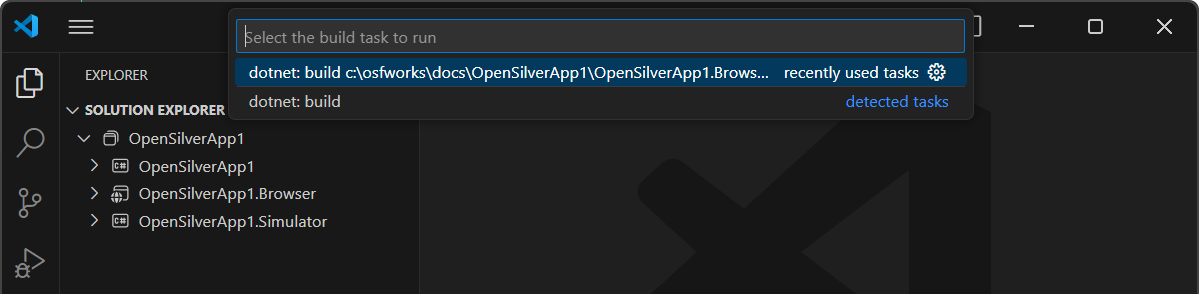 Select the build task to run
dotnet: build c:\osfworks\docs\OpenSilverApp1\OpenSilverApp1.Brows... recently used tasks
dotnet: build detected tasks
EXPLORER
SOLUTION EXPLORER
OpenSilverApp1
OpenSilverApp1
OpenSilverApp1.Browser
OpenSilverApp1.Simulator